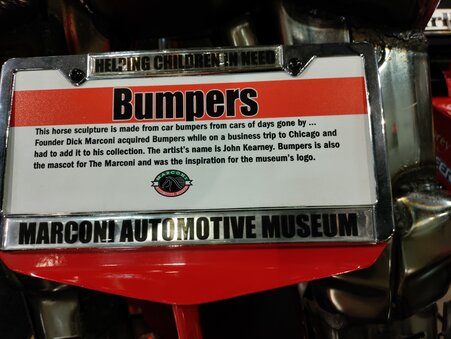 HELPING CHILDREN IN NEED
Bumpers
This horse sculpture is made from car bumpers from cars of days gone by ...
Founder Dick Marconi acquired Bumpers while on a business trip to Chicago and
had to add it to his collection. The artist's name is John Kearney. Bumpers is also
the mascot for The Marconi and was the inspiration for the museum's logo.
MARCONI
MARCONI AUTOMOTIVE MUSEUM